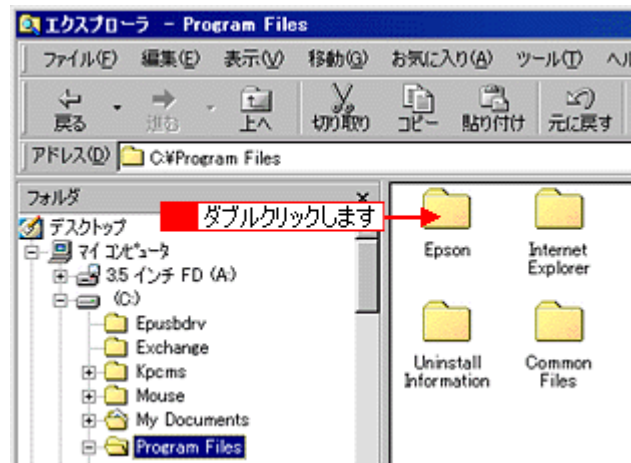 エクスプローラ - Program Files
ファイル(F) 編集(E) 表示(V) 移動(G) お気に入り(A) ツール(T) ヘル
戻る 進む 上へ 切り取り コピー 貼り付け 元に戻す
アドレス(D) C:¥Program Files
フォルダ ×
ダブルクリックします
デスクトップ
マイ コンピュータ
3.5 インチ FD (A:)
(C:)
Epusbdrv
Exchange
Kpcms
Mouse
My Documents
Program Files
Epson
Internet
Explorer
Uninstall
Information
Common
Files